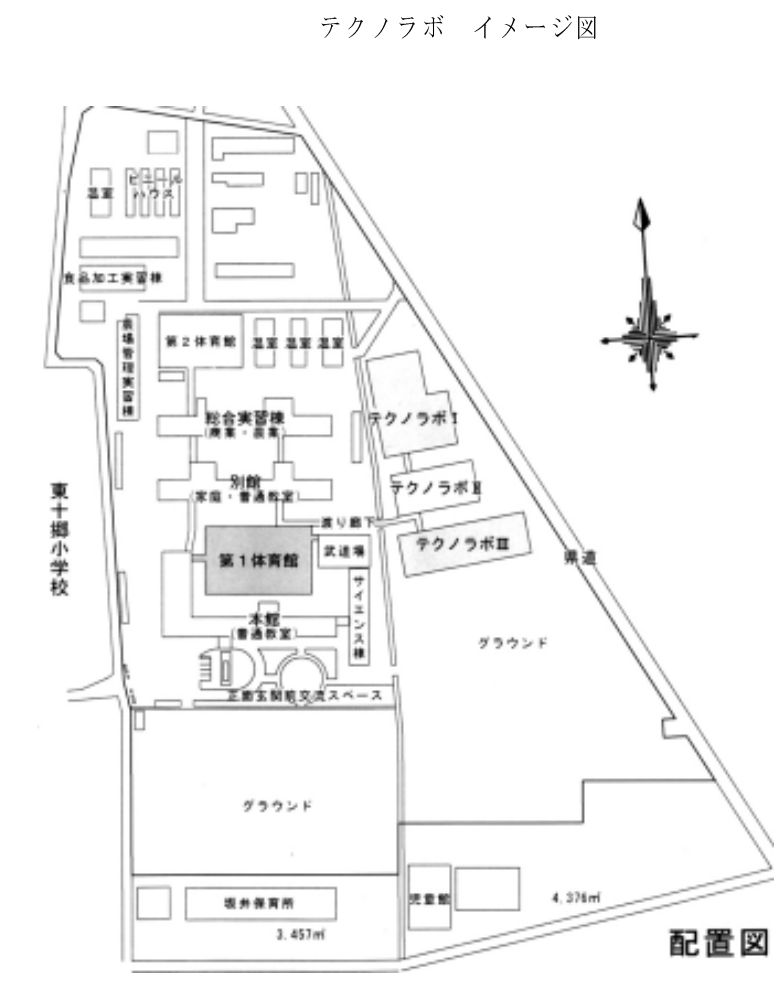 テクノラボ　イメージ図
ビニール
ハウス
温室
食品加工実習棟
農場管理実習棟
第２体育館
温室
温室
温室
総合実習棟
(商業・農業)
テクノラボⅠ
別館
(家庭・普通教室)
テクノラボⅡ
渡り廊下
テクノラボⅢ
武道場
第１体育館
県道
東十郷小学校
サイエンス棟
本館
(普通教室)
グラウンド
正面玄関前交流スペース
グラウンド
児童館
4,376㎡
坂井保育所
3,457㎡
配置図